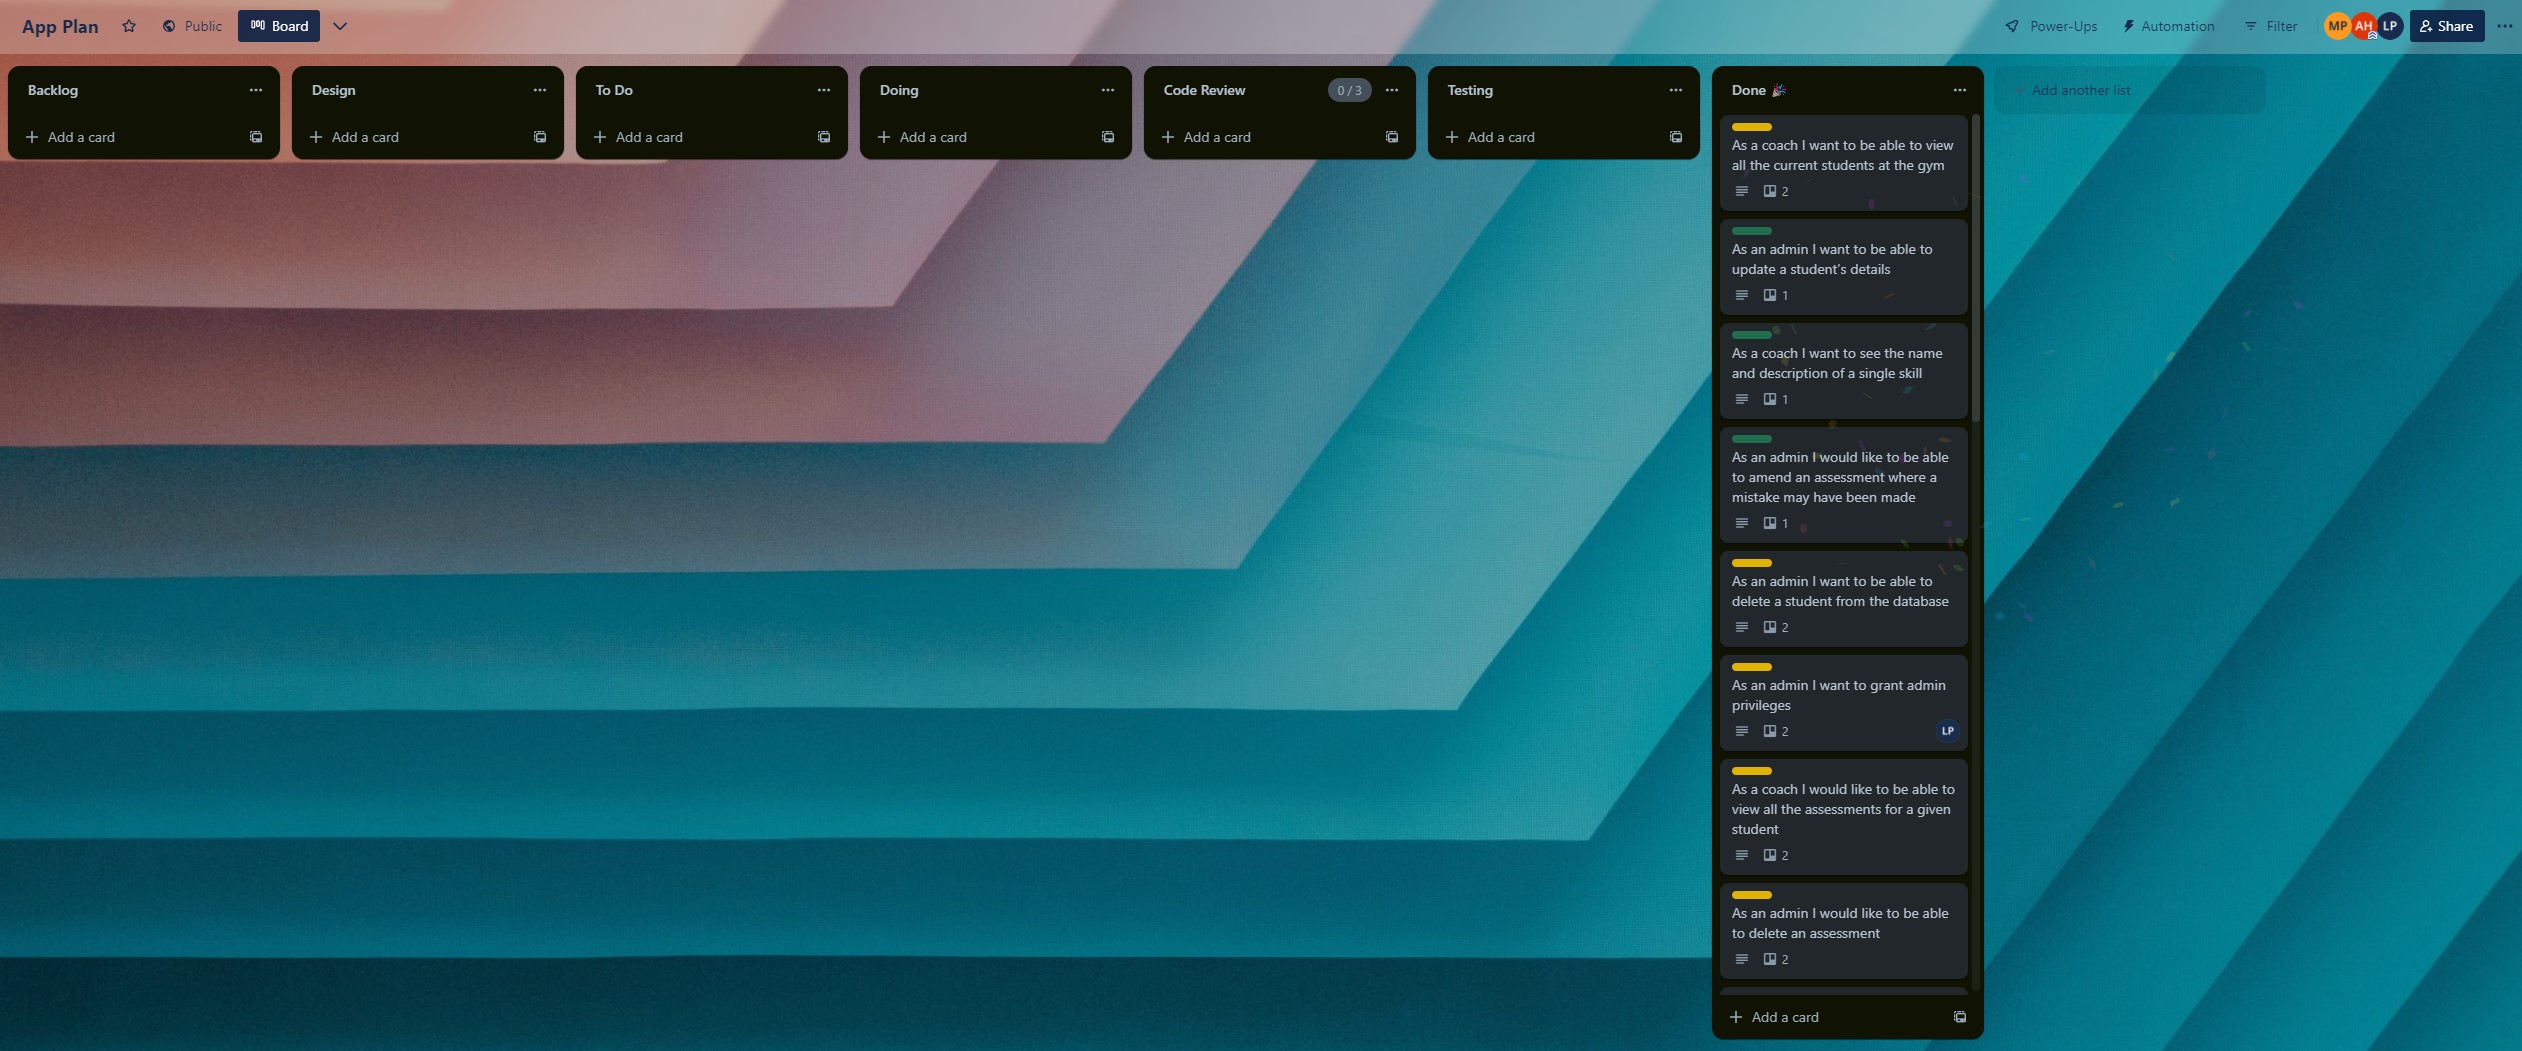 App Plan
Public
Board
Power-Ups
Automation
Filter
MP
AH
LP
Share
Backlog
Add a card
Design
Add a card
To Do
Add a card
Doing
Add a card
Code Review
0 / 3
Add a card
Testing
Add a card
Done 🎉
As a coach I want to be able to view
all the current students at the gym
2
As an admin I want to be able to
update a student’s details
1
As a coach I want to see the name
and description of a single skill
1
As an admin I would like to be able
to amend an assessment where a
mistake may have been made
1
As an admin I want to be able to
delete a student from the database
2
As an admin I want to grant admin
privileges
2
LP
As a coach I would like to be able to
view all the assessments for a given
student
2
As an admin I would like to be able
to delete an assessment
2
Add a card
Add another list